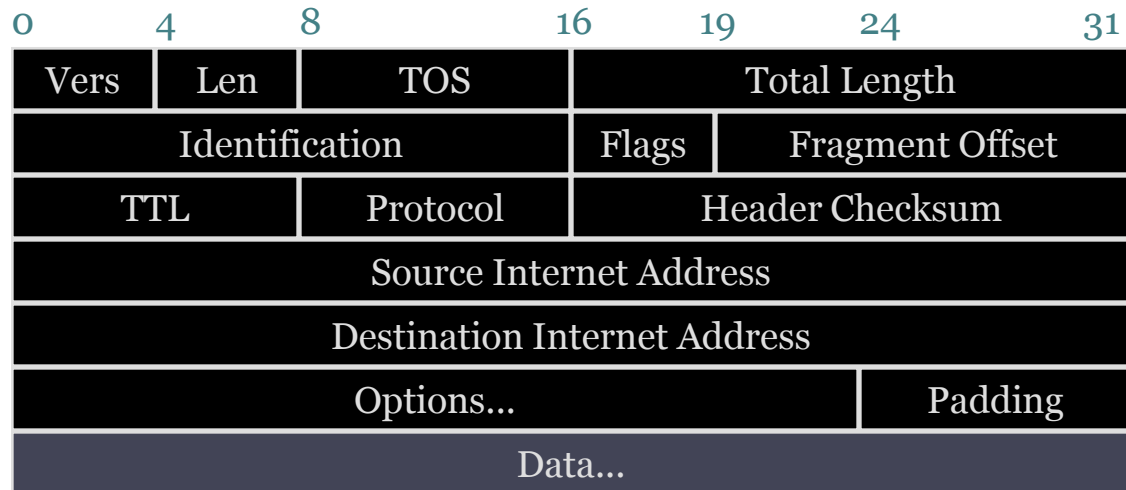 0 4 8 16 19 24 31
Vers Len TOS Total Length
Identification Flags Fragment Offset
TTL Protocol Header Checksum
Source Internet Address
Destination Internet Address
Options... Padding
Data...